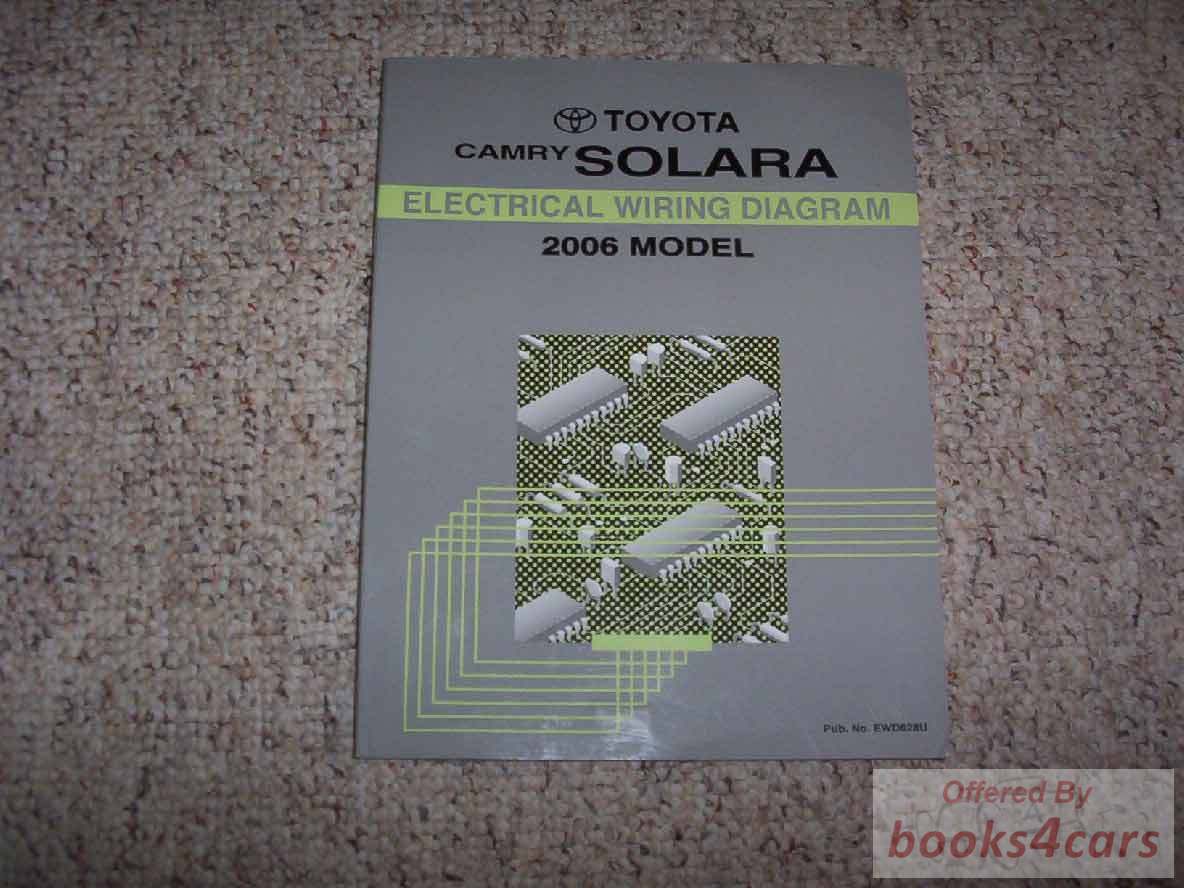 TOYOTA
CAMRY SOLARA
ELECTRICAL WIRING DIAGRAM
2006 MODEL
Pub. No. EWD628U
Offered By
books4cars